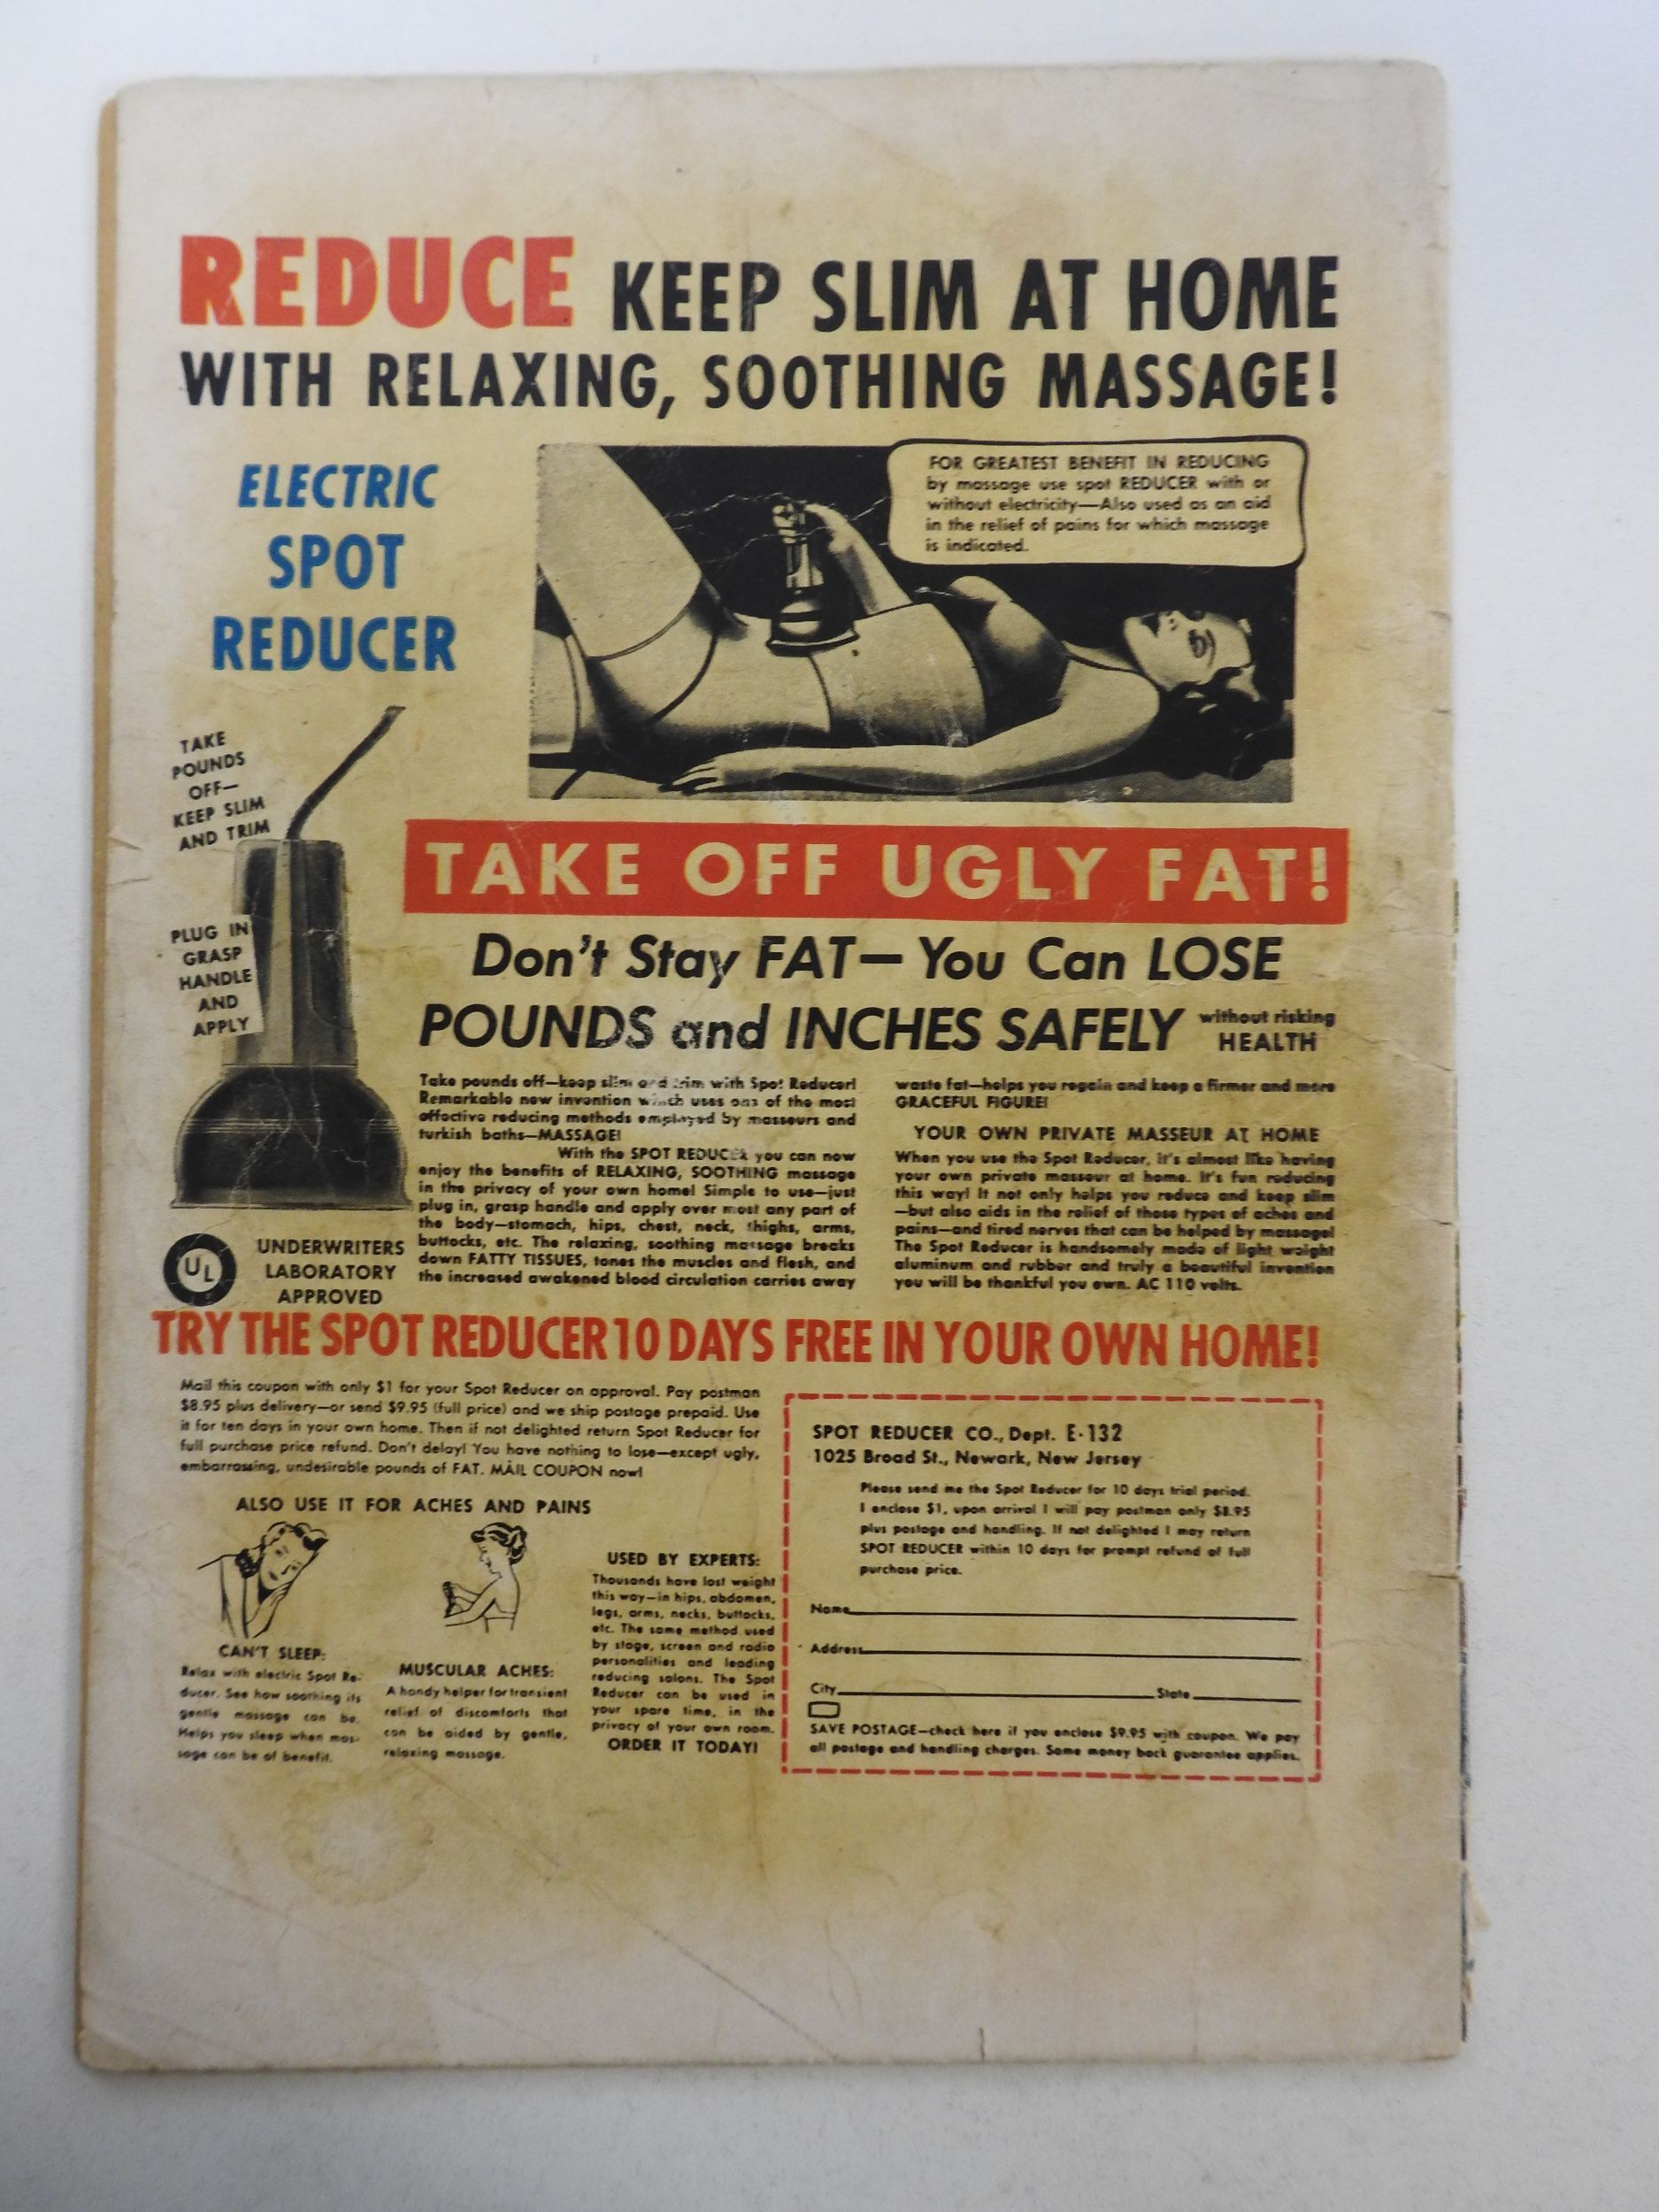 REDUCE KEEP SLIM AT HOME
WITH RELAXING, SOOTHING MASSAGE!
ELECTRIC
SPOT
REDUCER
FOR GREATEST BENEFIT IN REDUCING
by massage use spot REDUCER with or
without electricity—Also used as an aid
in the relief of pains for which massage
is indicated.
TAKE
POUNDS
OFF—
KEEP SLIM
AND TRIM
PLUG IN
GRASP
HANDLE
AND
APPLY
UL
UNDERWRITERS
LABORATORY
APPROVED
TAKE OFF UGLY FAT!
Don't Stay FAT—You Can LOSE
POUNDS and INCHES SAFELY without risking
HEALTH
Take pounds off—keep slim and trim with Spot Reducer!
Remarkable new invention which uses one of the most
effective reducing methods employed by masseurs and
turkish baths—MASSAGE!
With the SPOT REDUCER you can now
enjoy the benefits of RELAXING, SOOTHING massage
in the privacy of your own home! Simple to use—just
plug in, grasp handle and apply over most any part of
the body—stomach, hips, chest, neck, thighs, arms,
buttocks, etc. The relaxing, soothing massage breaks
down FATTY TISSUES, tones the muscles and flesh, and
the increased awakened blood circulation carries away
waste fat—helps you regain and keep a firmer and more
GRACEFUL FIGURE!
YOUR OWN PRIVATE MASSEUR AT HOME
When you use the Spot Reducer, it's almost like having
your own private masseur at home. It's fun reducing
this way! It not only helps you reduce and keep slim
—but also aids in the relief of those types of aches and
pains—and tired nerves that can be helped by massage!
The Spot Reducer is handsomely made of light weight
aluminum and rubber and truly a beautiful invention
you will be thankful you own. AC 110 volts.
TRY THE SPOT REDUCER 10 DAYS FREE IN YOUR OWN HOME!
Mail this coupon with only $1 for your Spot Reducer on approval. Pay postman
$8.95 plus delivery—or send $9.95 (full price) and we ship postage prepaid. Use
it for ten days in your own home. Then if not delighted return Spot Reducer for
full purchase price refund. Don't delay! You have nothing to lose—except ugly,
embarrassing, undesirable pounds of FAT. MAIL COUPON now!
ALSO USE IT FOR ACHES AND PAINS
CAN'T SLEEP:
Relax with electric Spot Re-
ducer. See how soothing its
gentle massage can be.
Helps you sleep when mas-
sage can be of benefit.
MUSCULAR ACHES:
A handy helper for transient
relief of discomforts that
can be aided by gentle,
relaxing massage.
USED BY EXPERTS:
Thousands have lost weight
this way—in hips, abdomen,
legs, arms, necks, buttocks,
etc. The same method used
by stage, screen and radio
personalities and leading
reducing salons. The Spot
Reducer can be used in
your spare time, in the
privacy of your own room.
ORDER IT TODAY!
SPOT REDUCER CO., Dept. E-132
1025 Broad St., Newark, New Jersey
Please send me the Spot Reducer for 10 days trial period.
I enclose $1, upon arrival I will pay postman only $8.95
plus postage and handling. If not delighted I may return
SPOT REDUCER within 10 days for prompt refund of full
purchase price.
Name
Address
City State
SAVE POSTAGE—check here if you enclose $9.95 with coupon. We pay
all postage and handling charges. Same money back guarantee applies.